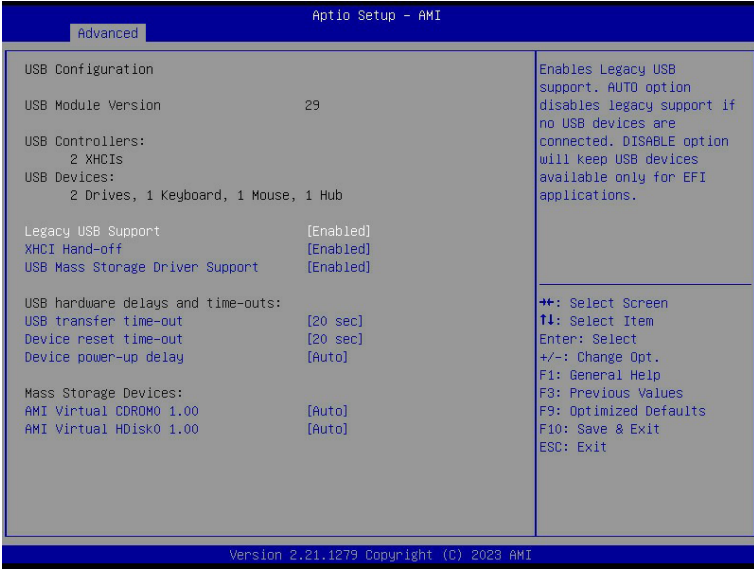 Aptio Setup – AMI
Advanced
USB Configuration
USB Module Version 29
USB Controllers:
2 XHCIs
USB Devices:
2 Drives, 1 Keyboard, 1 Mouse, 1 Hub
Legacy USB Support [Enabled]
XHCI Hand-off [Enabled]
USB Mass Storage Driver Support [Enabled]
USB hardware delays and time-outs:
USB transfer time-out [20 sec]
Device reset time-out [20 sec]
Device power-up delay [Auto]
Mass Storage Devices:
AMI Virtual CDROM0 1.00 [Auto]
AMI Virtual HDisk0 1.00 [Auto]
Enables Legacy USB
support. AUTO option
disables legacy support if
no USB devices are
connected. DISABLE option
will keep USB devices
available only for EFI
applications.
→←: Select Screen
↑↓: Select Item
Enter: Select
+/-: Change Opt.
F1: General Help
F3: Previous Values
F9: Optimized Defaults
F10: Save & Exit
ESC: Exit
Version 2.21.1279 Copyright (C) 2023 AMI